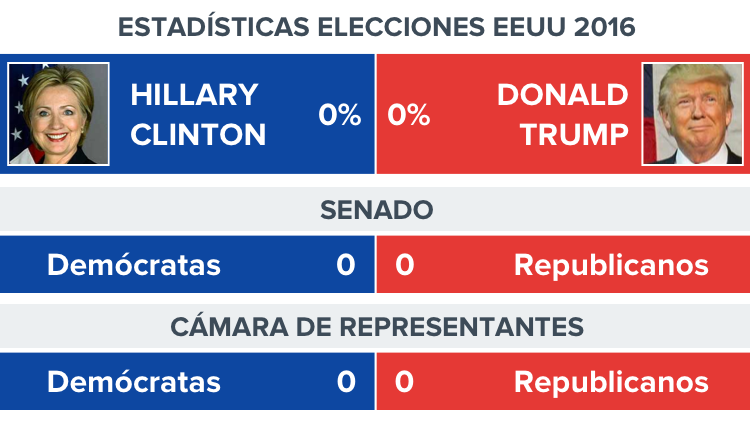 ESTADÍSTICAS ELECCIONES EEUU 2016
HILLARY
CLINTON
0%
0%
DONALD
TRUMP
SENADO
Demócratas 0 0 Republicanos
CÁMARA DE REPRESENTANTES
Demócratas 0 0 Republicanos